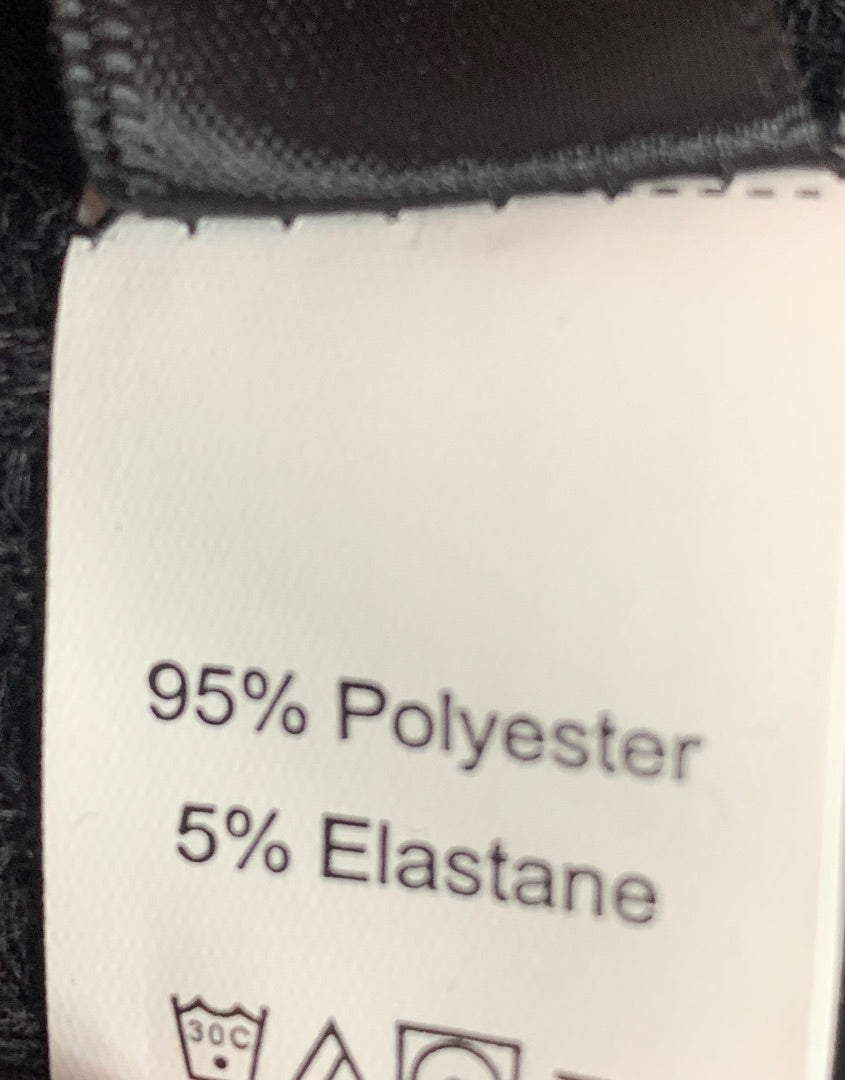 95% Polyester
5% Elastane
30C